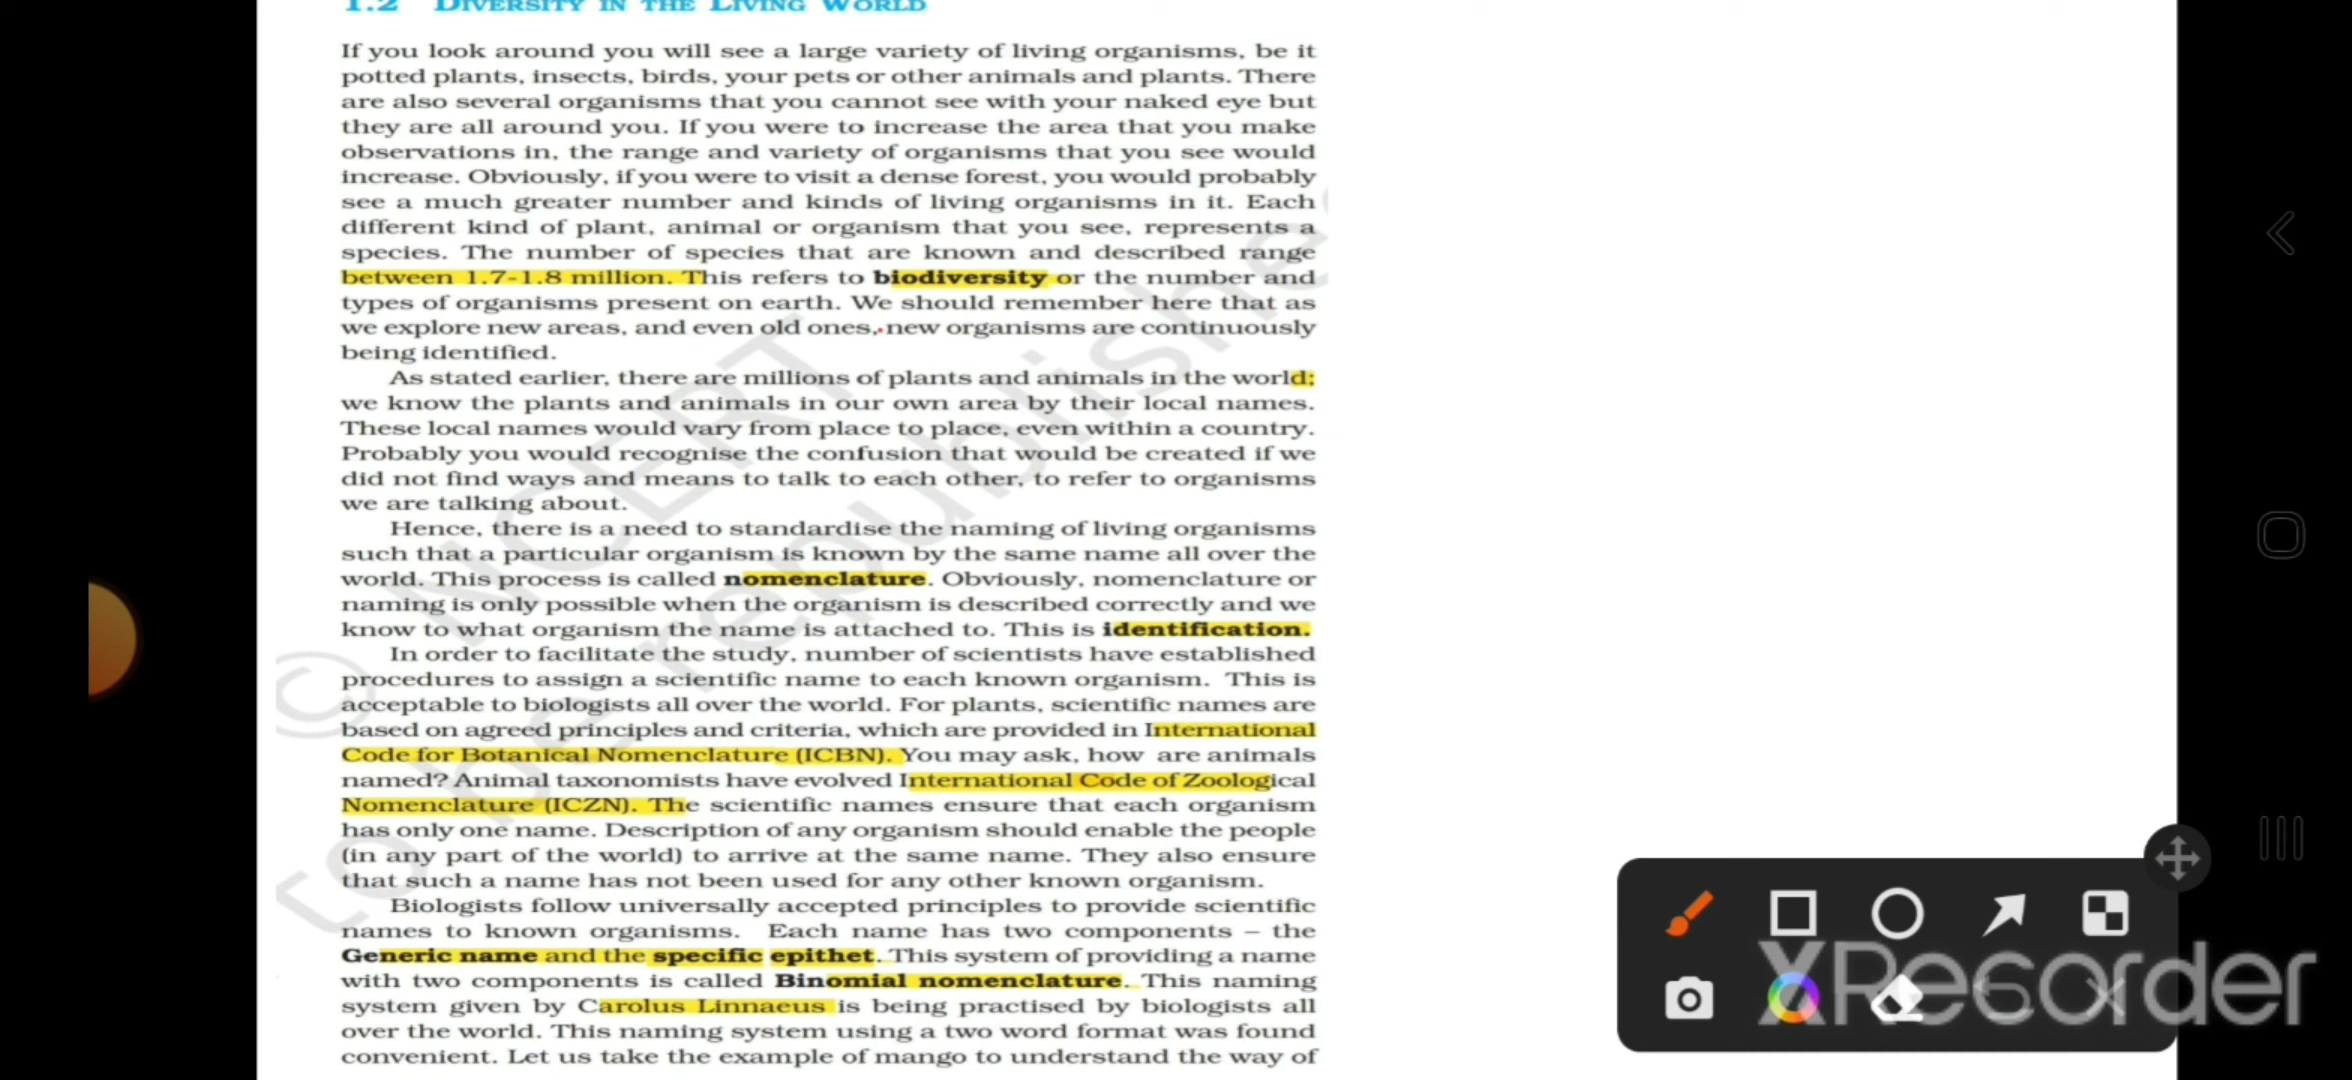 1.2 DIVERSITY IN THE LIVING WORLD
If you look around you will see a large variety of living organisms, be it
potted plants, insects, birds, your pets or other animals and plants. There
are also several organisms that you cannot see with your naked eye but
they are all around you. If you were to increase the area that you make
observations in, the range and variety of organisms that you see would
increase. Obviously, if you were to visit a dense forest, you would probably
see a much greater number and kinds of living organisms in it. Each
different kind of plant, animal or organism that you see, represents a
species. The number of species that are known and described range
between 1.7-1.8 million. This refers to biodiversity or the number and
types of organisms present on earth. We should remember here that as
we explore new areas, and even old ones, new organisms are continuously
being identified.
As stated earlier, there are millions of plants and animals in the world;
we know the plants and animals in our own area by their local names.
These local names would vary from place to place, even within a country.
Probably you would recognise the confusion that would be created if we
did not find ways and means to talk to each other, to refer to organisms
we are talking about.
Hence, there is a need to standardise the naming of living organisms
such that a particular organism is known by the same name all over the
world. This process is called nomenclature. Obviously, nomenclature or
naming is only possible when the organism is described correctly and we
know to what organism the name is attached to. This is identification.
In order to facilitate the study, number of scientists have established
procedures to assign a scientific name to each known organism. This is
acceptable to biologists all over the world. For plants, scientific names are
based on agreed principles and criteria, which are provided in International
Code for Botanical Nomenclature (ICBN). You may ask, how are animals
named? Animal taxonomists have evolved International Code of Zoological
Nomenclature (ICZN). The scientific names ensure that each organism
has only one name. Description of any organism should enable the people
(in any part of the world) to arrive at the same name. They also ensure
that such a name has not been used for any other known organism.
Biologists follow universally accepted principles to provide scientific
names to known organisms. Each name has two components – the
Generic name and the specific epithet. This system of providing a name
with two components is called Binomial nomenclature. This naming
system given by Carolus Linnaeus is being practised by biologists all
over the world. This naming system using a two word format was found
convenient. Let us take the example of mango to understand the way of
© NCERT
to be republishe
XRecorder